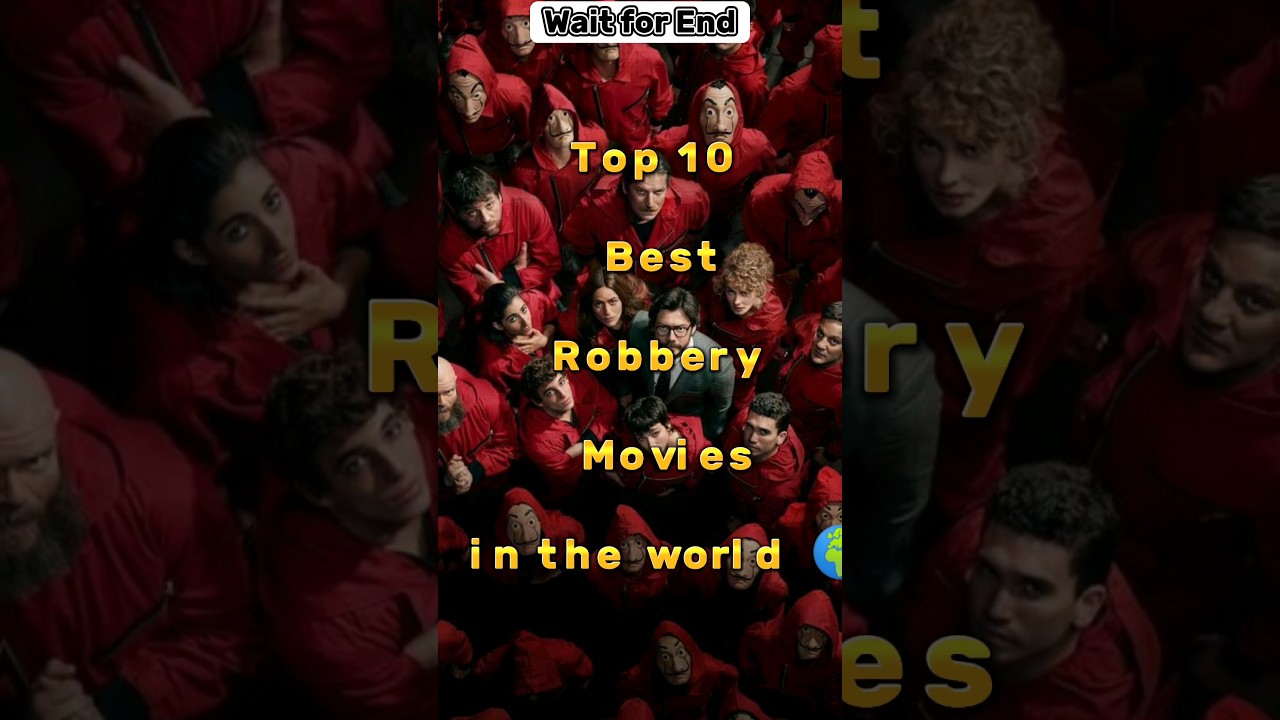 Wait for End
Top 10
Best
Robbery
Movies
in the world